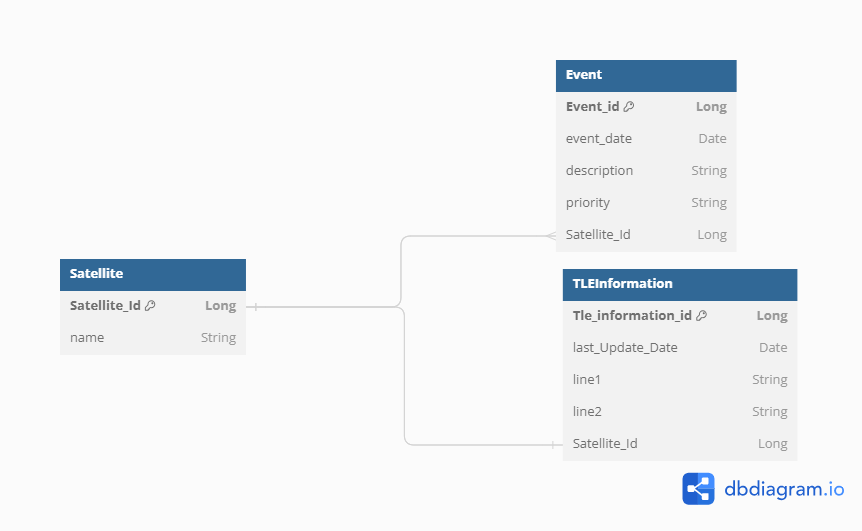 Event
Event_id Long
event_date Date
description String
priority String
Satellite_Id Long
Satellite
Satellite_Id Long
name String
TLEInformation
Tle_information_id Long
last_Update_Date Date
line1 String
line2 String
Satellite_Id Long
dbdiagram.io